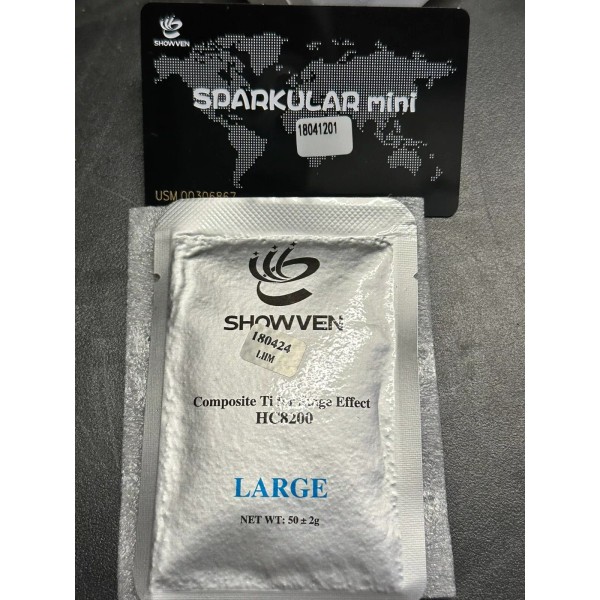 SHOWVEN
SPARKULAR mini
18041201
USM 00306867
SHOWVEN
180424
LHM
Composite Ti Effect
HC8200
LARGE
NET WT: 50 ± 2g